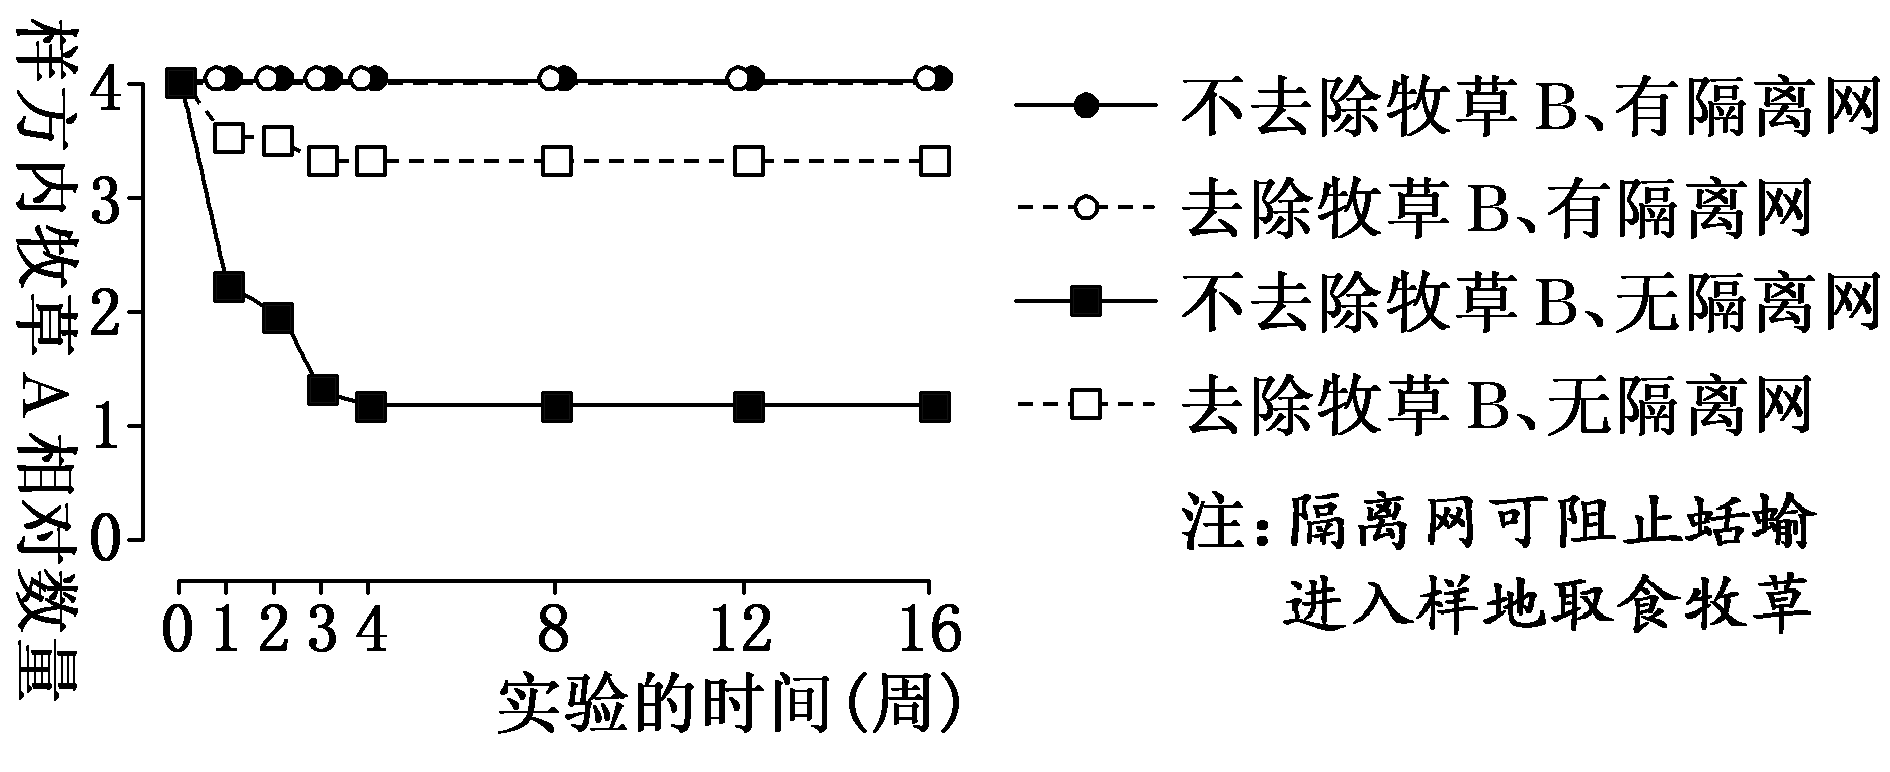 样方内牧草A相对数量
4
3
2
1
0
0 1 2 3 4 8 12 16
实验的时间(周)
不去除牧草B、有隔离网
去除牧草B、有隔离网
不去除牧草B、无隔离网
去除牧草B、无隔离网
注:隔离网可阻止蛞蝓
进入样地取食牧草